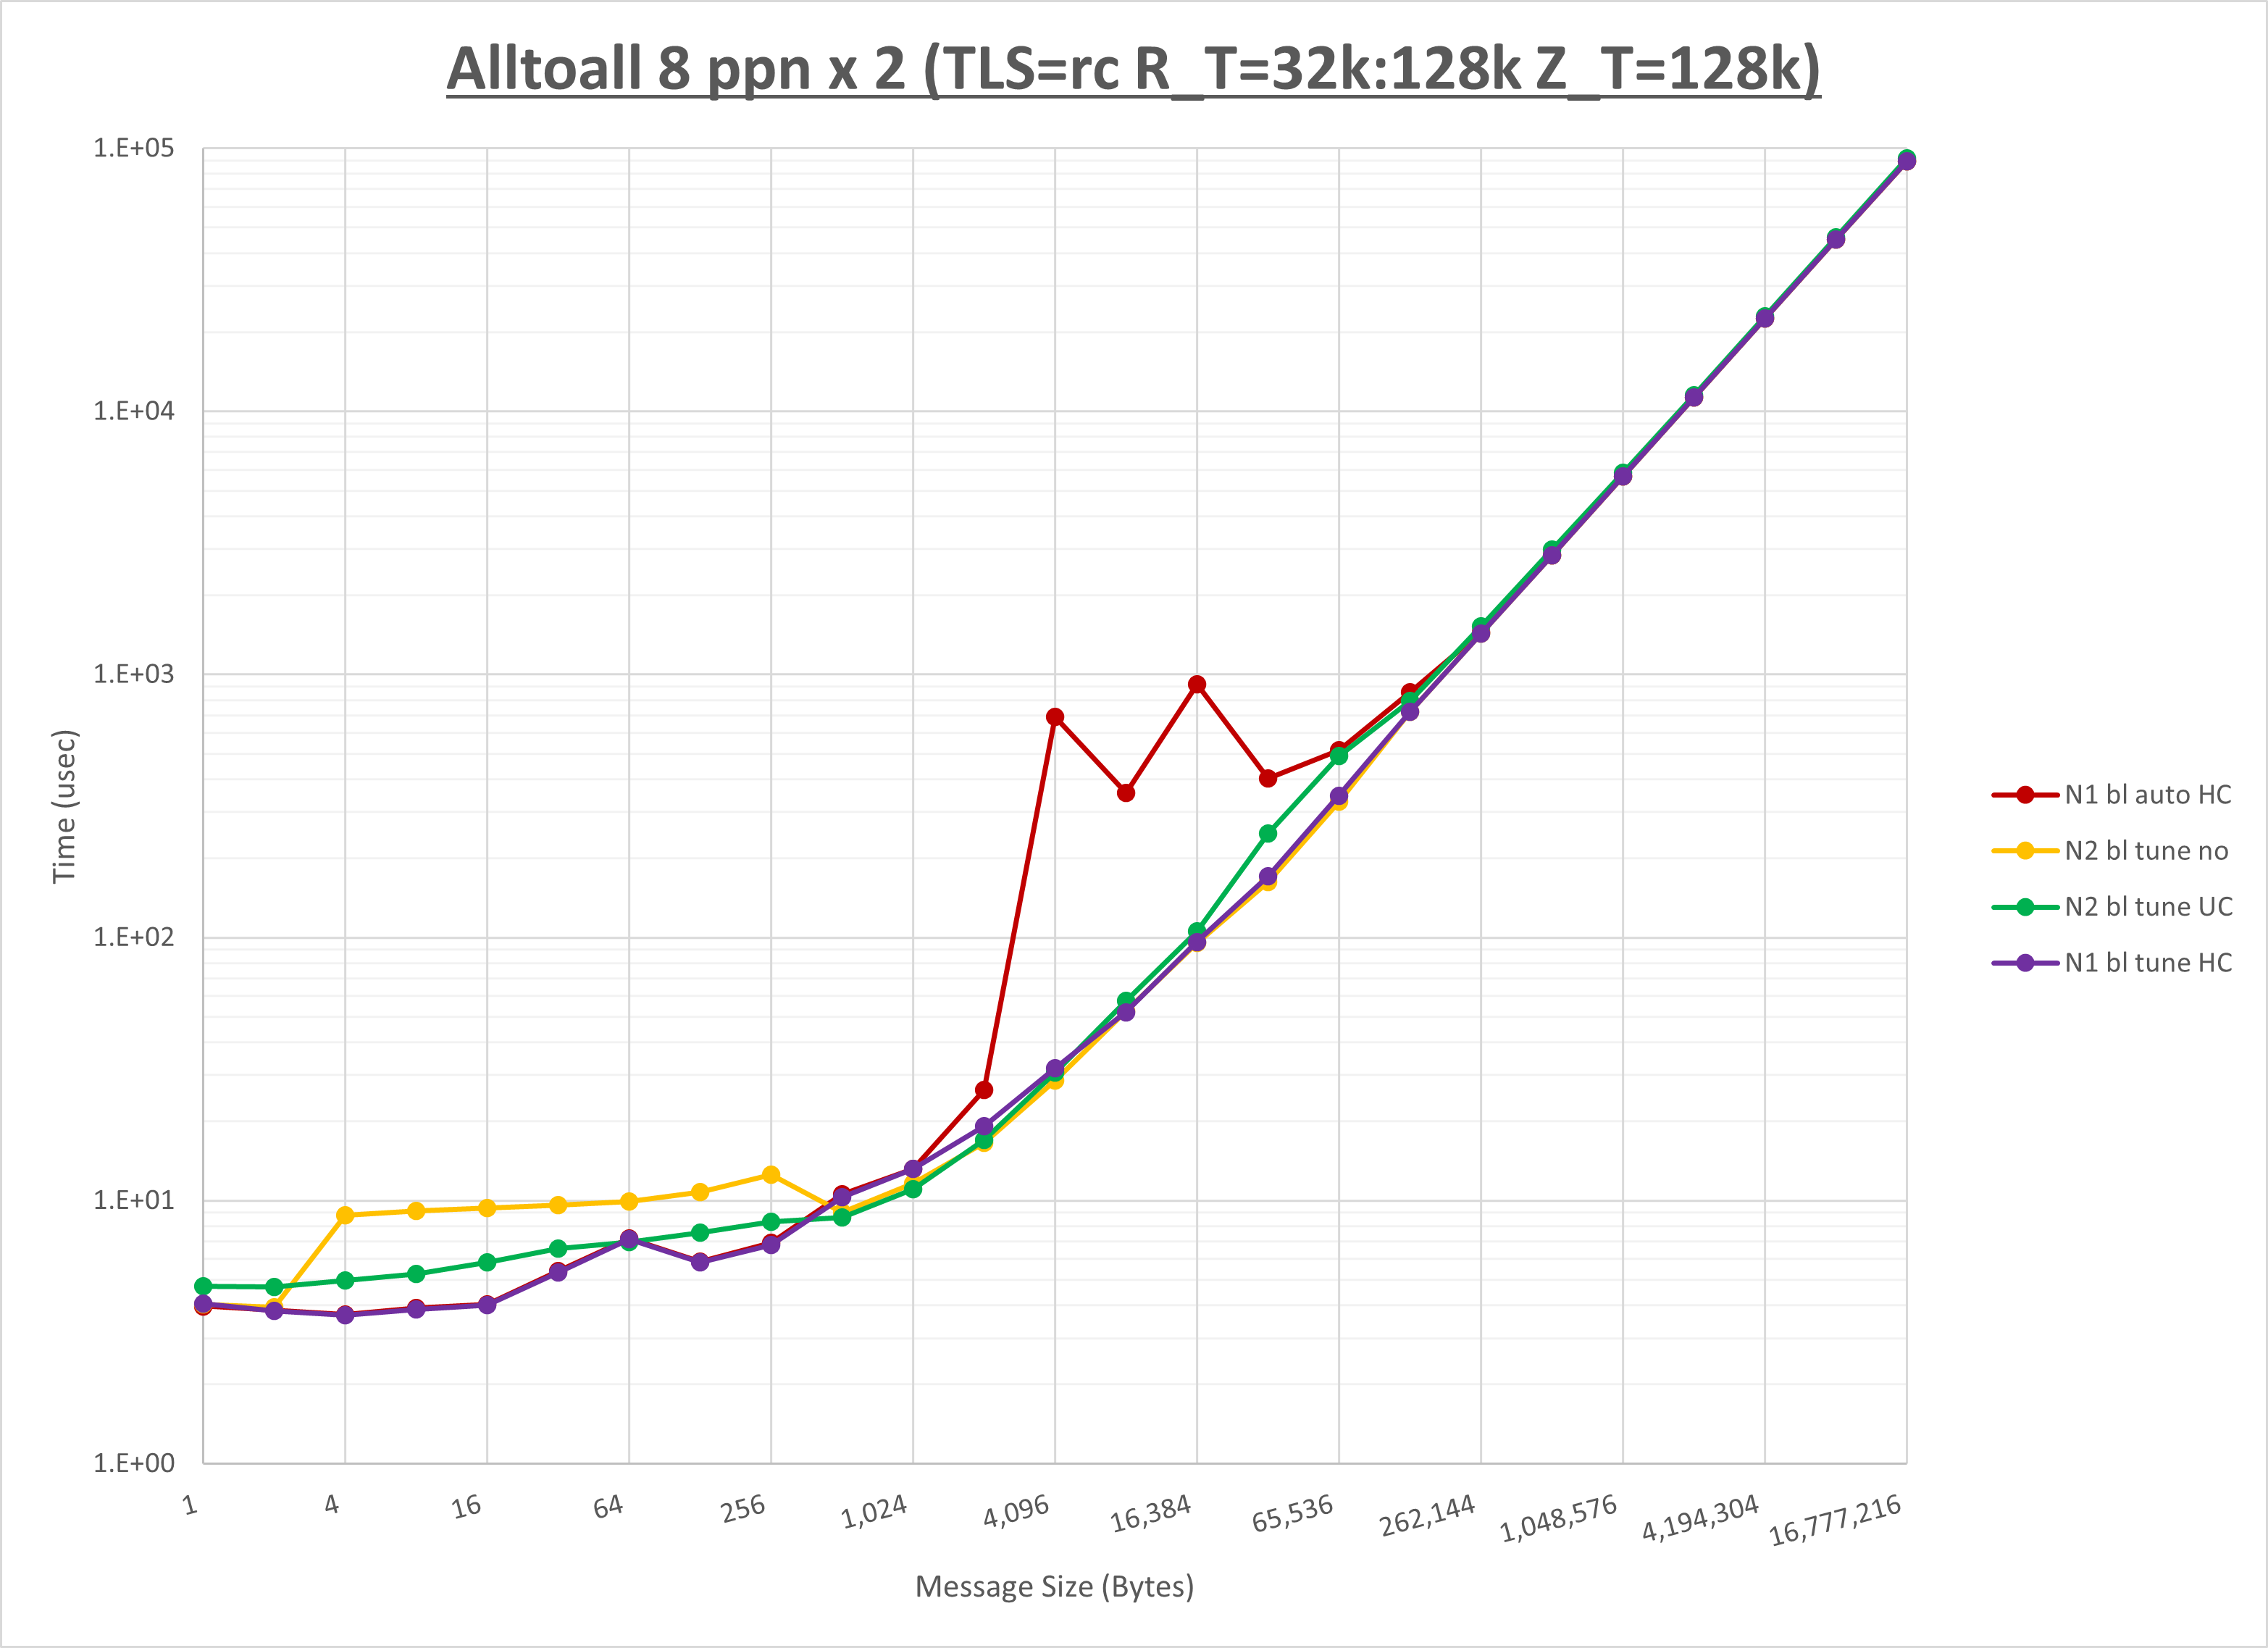 Alltoall 8 ppn x 2 (TLS=rc R_T=32k:128k Z_T=128k)
1.E+05
1.E+04
1.E+03
1.E+02
1.E+01
1.E+00
Time (usec)
1
4
16
64
256
1,024
4,096
16,384
65,536
262,144
1,048,576
4,194,304
16,777,216
Message Size (Bytes)
N1 bl auto HC
N2 bl tune no
N2 bl tune UC
N1 bl tune HC